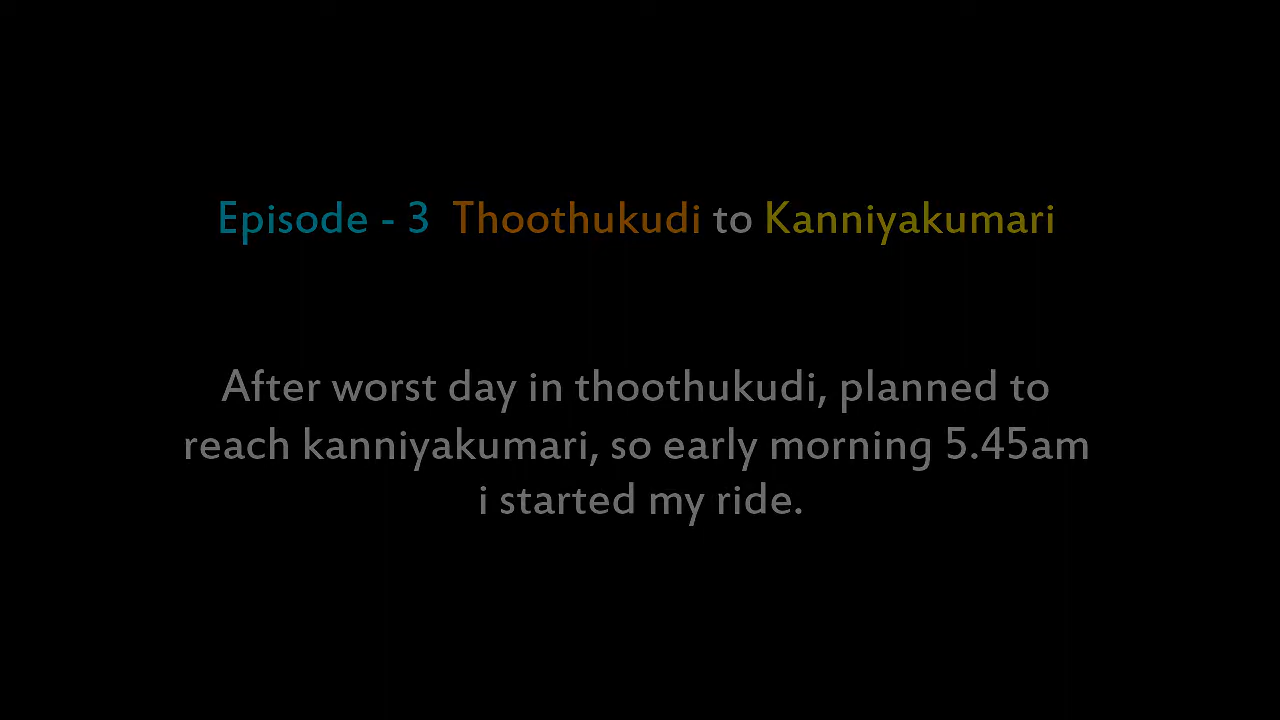 Episode - 3 Thoothukudi to Kanniyakumari
After worst day in thoothukudi, planned to
reach kanniyakumari, so early morning 5.45am
i started my ride.